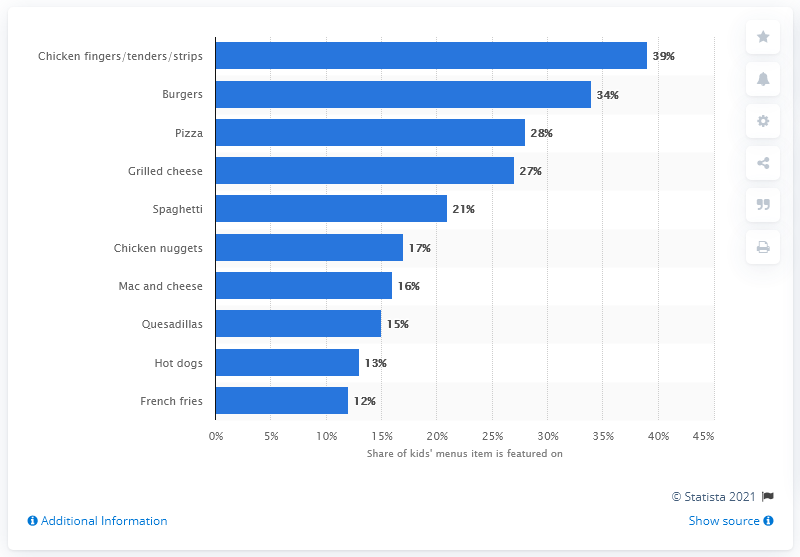 Chicken fingers/tenders/strips 39%
Burgers 34%
Pizza 28%
Grilled cheese 27%
Spaghetti 21%
Chicken nuggets 17%
Mac and cheese 16%
Quesadillas 15%
Hot dogs 13%
French fries 12%
0% 5% 10% 15% 20% 25% 30% 35% 40% 45%
Share of kids' menus item is featured on
© Statista 2021
Additional Information Show source